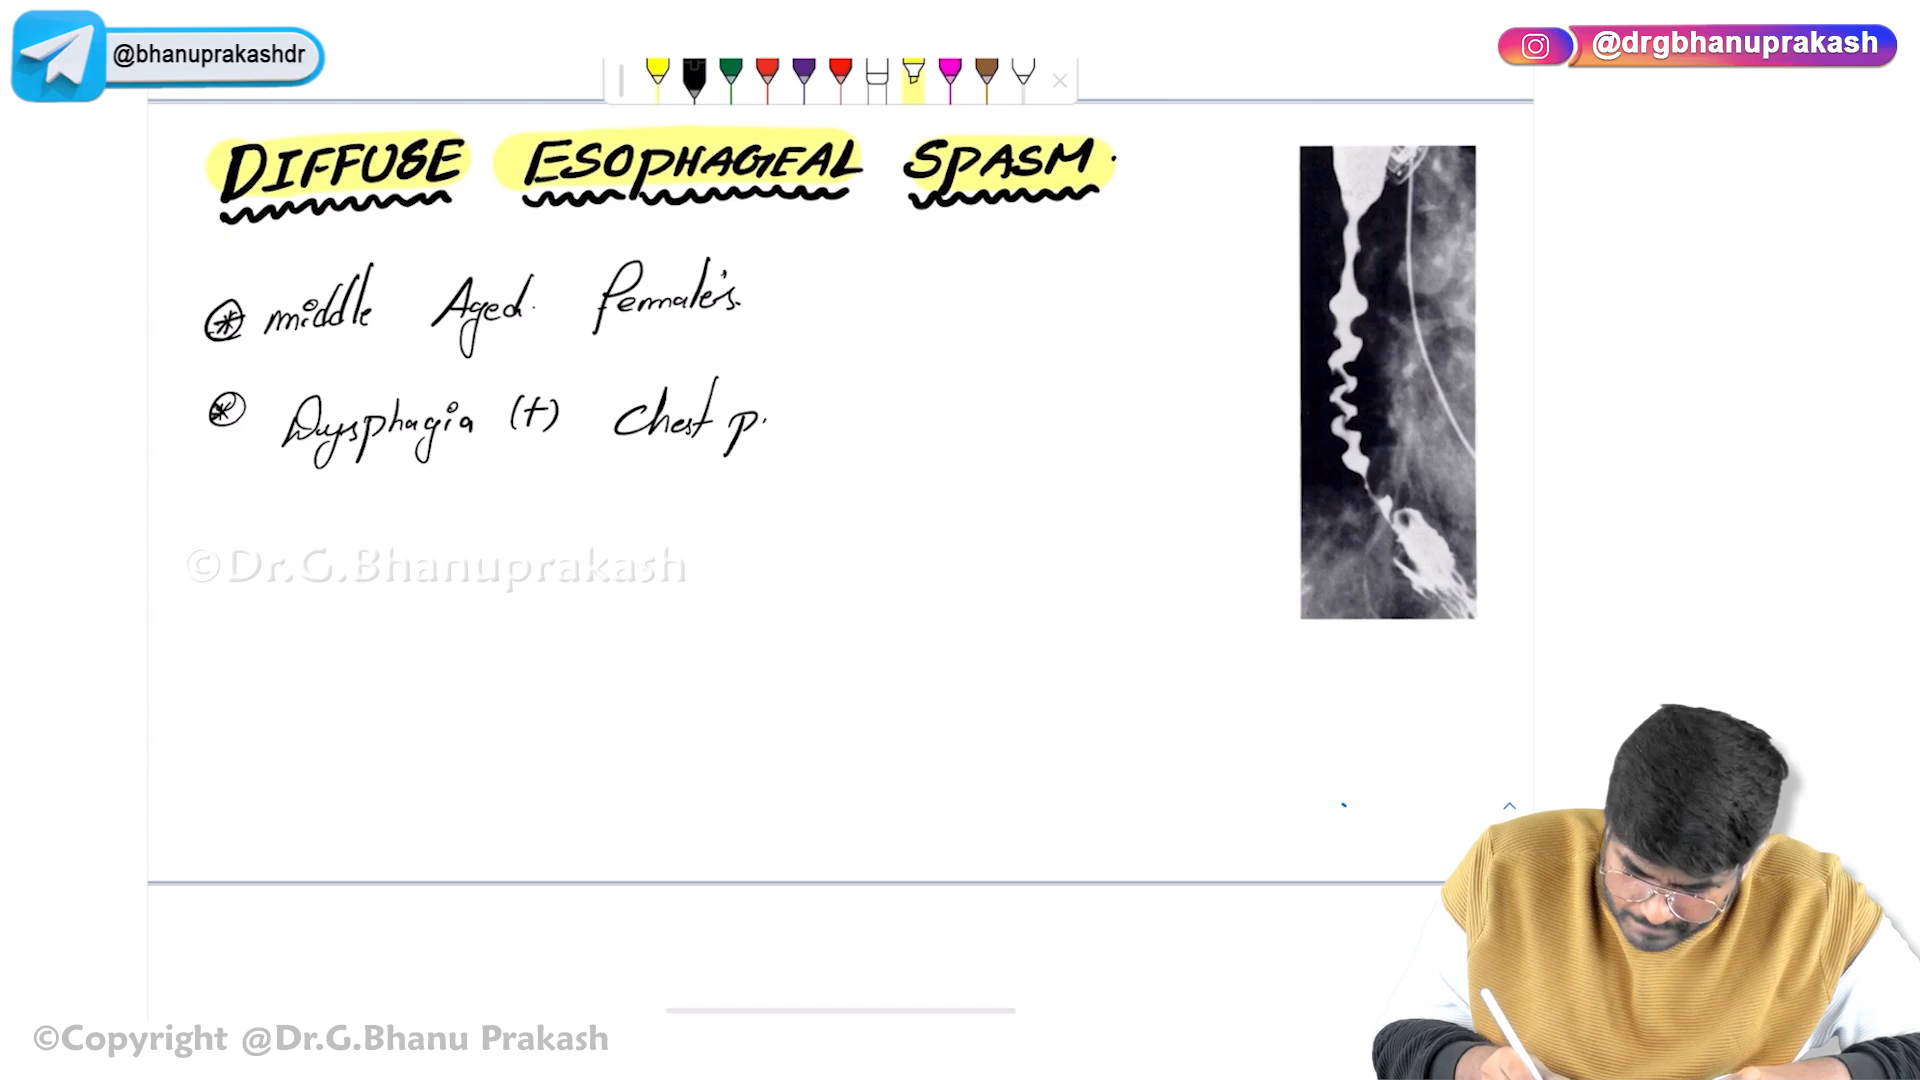 @bhanuprakashdr
@drgbhanuprakash
DIFFUSE ESOPHAGEAL SPASM.
middle Aged. females.
Dysphagia (+) chest p.
©Dr.G.Bhanuprakash
©Copyright @Dr.G.Bhanu Prakash